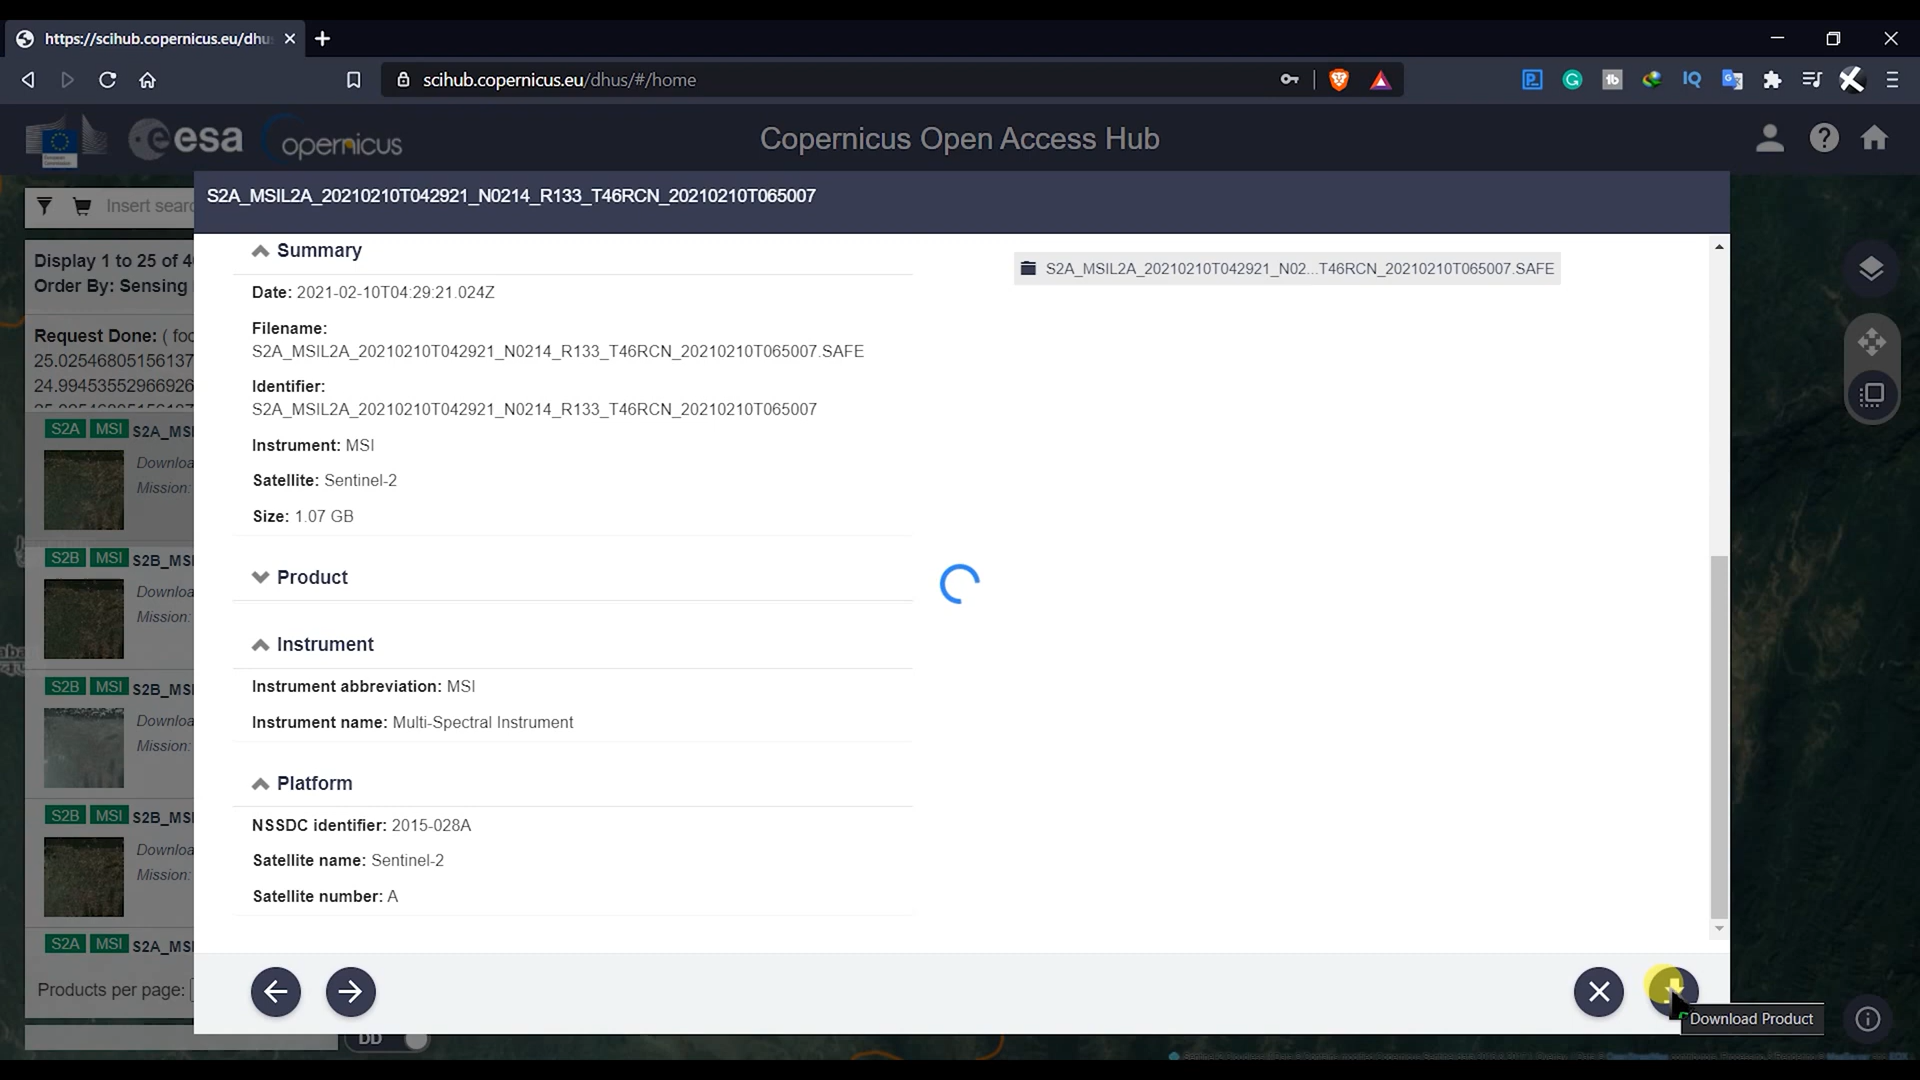 https://scihub.copernicus.eu/dhu
scihub.copernicus.eu/dhus/#/home
esa
opernicus
Copernicus Open Access Hub
S2A_MSIL2A_20210210T042921_N0214_R133_T46RCN_20210210T065007
Insert searc
Display 1 to 25 of 4
Order By: Sensing
Request Done: ( foo
25.02546805156137
24.99453552966926
S2A MSI S2A_MSI
Downloa
Mission:
S2B MSI S2B_MSI
Downloa
Mission:
S2B MSI S2B_MSI
Downloa
Mission:
S2B MSI S2B_MSI
Downloa
Mission:
S2A MSI S2A_MSI
Products per page:
DD
Summary
Date: 2021-02-10T04:29:21.024Z
Filename:
S2A_MSIL2A_20210210T042921_N0214_R133_T46RCN_20210210T065007.SAFE
Identifier:
S2A_MSIL2A_20210210T042921_N0214_R133_T46RCN_20210210T065007
Instrument: MSI
Satellite: Sentinel-2
Size: 1.07 GB
Product
Instrument
Instrument abbreviation: MSI
Instrument name: Multi-Spectral Instrument
Platform
NSSDC identifier: 2015-028A
Satellite name: Sentinel-2
Satellite number: A
S2A_MSIL2A_20210210T042921_N02...T46RCN_20210210T065007.SAFE
Download Product